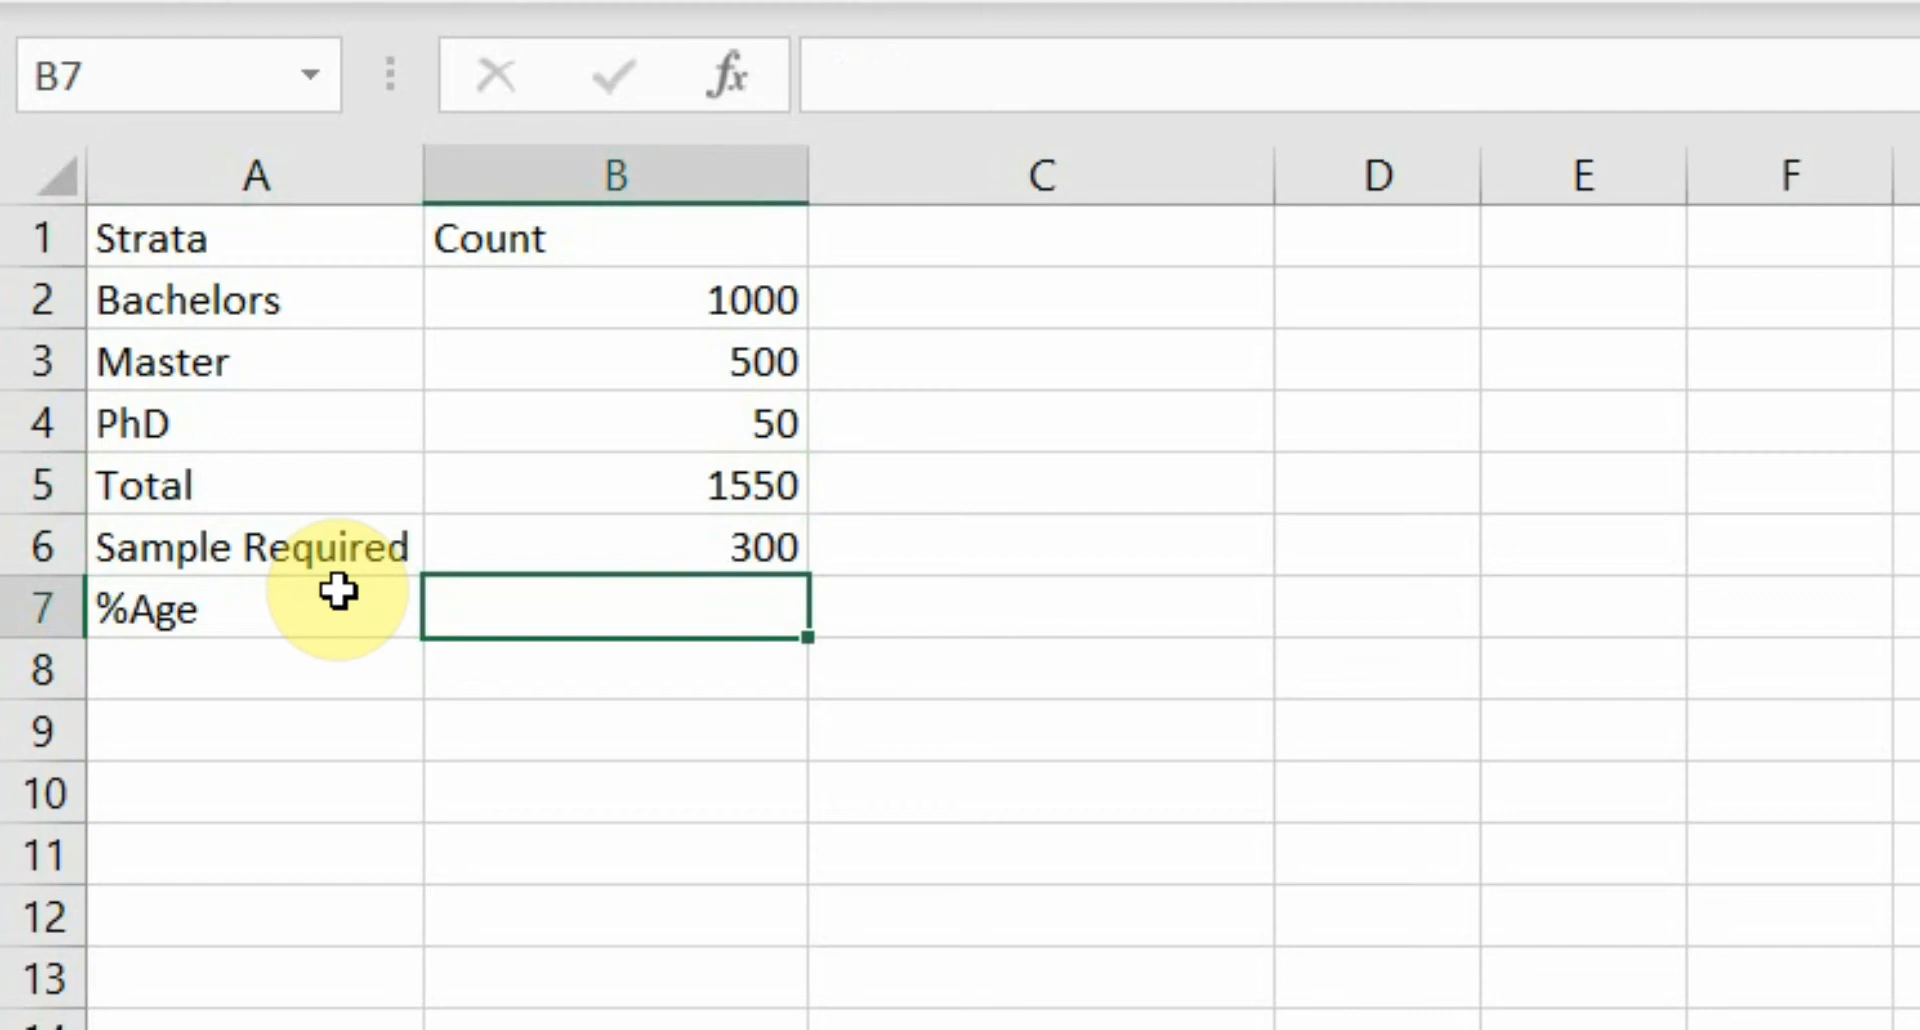 B7 fx
A B C D E F
1 Strata Count
2 Bachelors 1000
3 Master 500
4 PhD 50
5 Total 1550
6 Sample Required 300
7 %Age
8
9
10
11
12
13